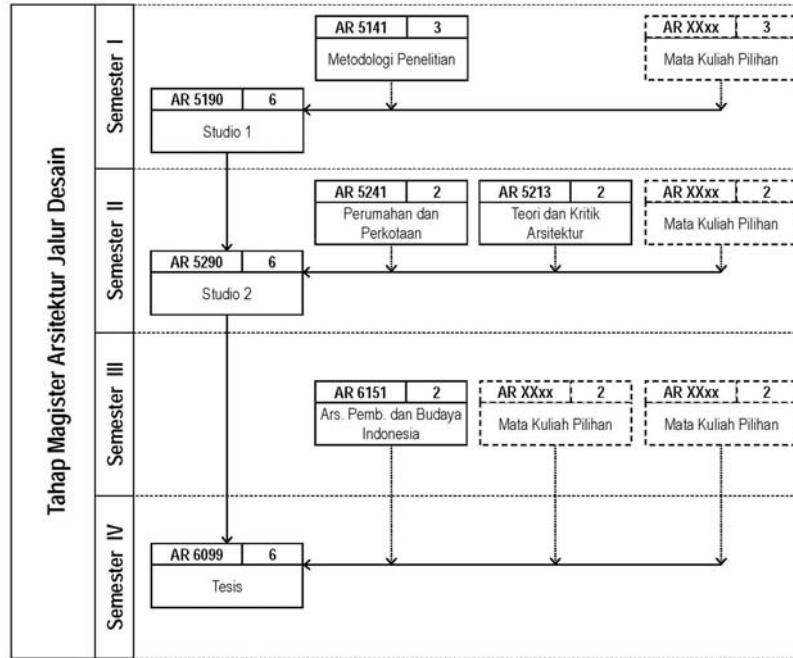 Tahap Magister Arsitektur Jalur Desain
Semester I
AR 5141 3
Metodologi Penelitian
AR XXxx 3
Mata Kuliah Pilihan
AR 5190 6
Studio 1
Semester II
AR 5241 2
Perumahan dan
Perkotaan
AR 5213 2
Teori dan Kritik
Arsitektur
AR XXxx 2
Mata Kuliah Pilihan
AR 5290 6
Studio 2
Semester III
AR 6151 2
Ars. Pemb. dan Budaya
Indonesia
AR XXxx 2
Mata Kuliah Pilihan
AR XXxx 2
Mata Kuliah Pilihan
Semester IV
AR 6099 6
Tesis